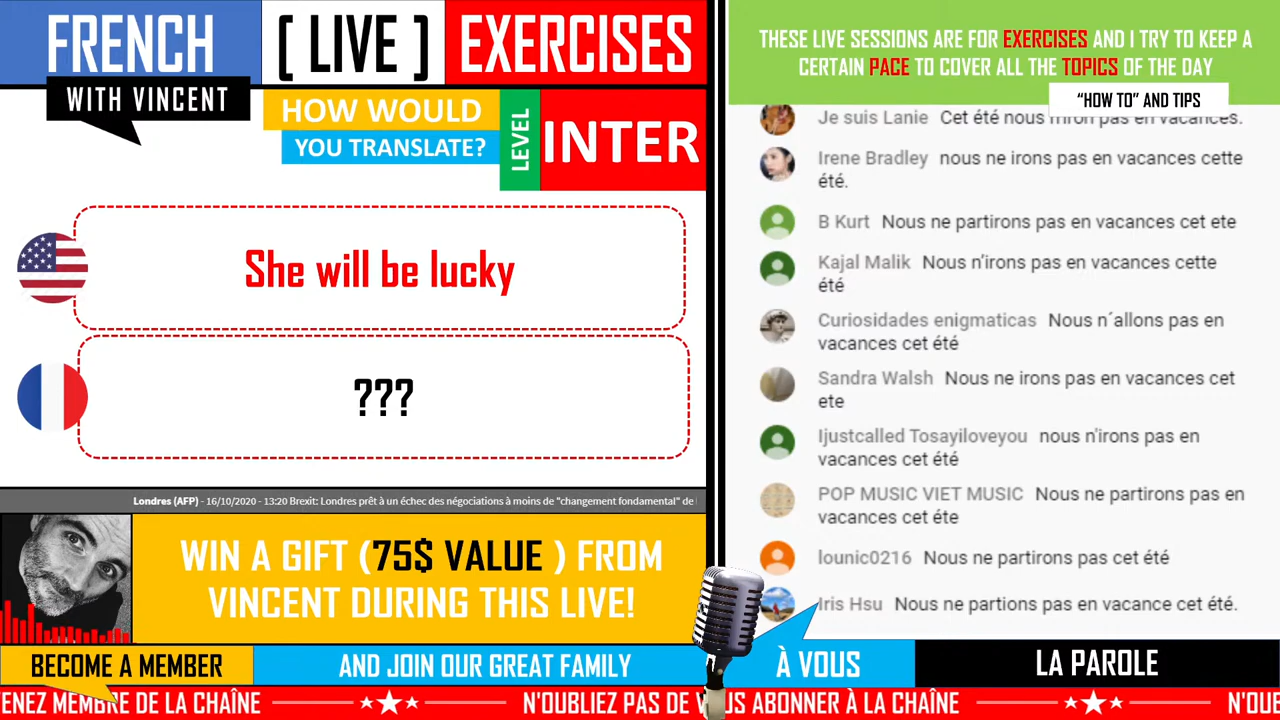 FRENCH
WITH VINCENT
[ LIVE ]
EXERCISES
HOW WOULD
YOU TRANSLATE?
LEVEL
INTER
She will be lucky
???
Londres (AFP) - 16/10/2020 - 13:20 Brexit: Londres prêt à un échec des négociations à moins de "changement fondamental" de
WIN A GIFT (75$ VALUE ) FROM
VINCENT DURING THIS LIVE!
BECOME A MEMBER
AND JOIN OUR GREAT FAMILY
THESE LIVE SESSIONS ARE FOR EXERCISES AND I TRY TO KEEP A
CERTAIN PACE TO COVER ALL THE TOPICS OF THE DAY
"HOW TO" AND TIPS
Je suis Lanie Cet été nous n'iron pas en vacances.
Irene Bradley nous ne irons pas en vacances cette
été.
B Kurt Nous ne partirons pas en vacances cet ete
Kajal Malik Nous n'irons pas en vacances cette
été
Curiosidades enigmaticas Nous n´allons pas en
vacances cet été
Sandra Walsh Nous ne irons pas en vacances cet
ete
Ijustcalled Tosayiloveyou nous n'irons pas en
vacances cet été
POP MUSIC VIET MUSIC Nous ne partirons pas en
vacances cet éte
lounic0216 Nous ne partirons pas cet été
Iris Hsu Nous ne partions pas en vacance cet été.
À VOUS
LA PAROLE
ENEZ MEMBRE DE LA CHAÎNE
N'OUBLIEZ PAS DE VOUS ABONNER À LA CHAÎNE
N'OUB